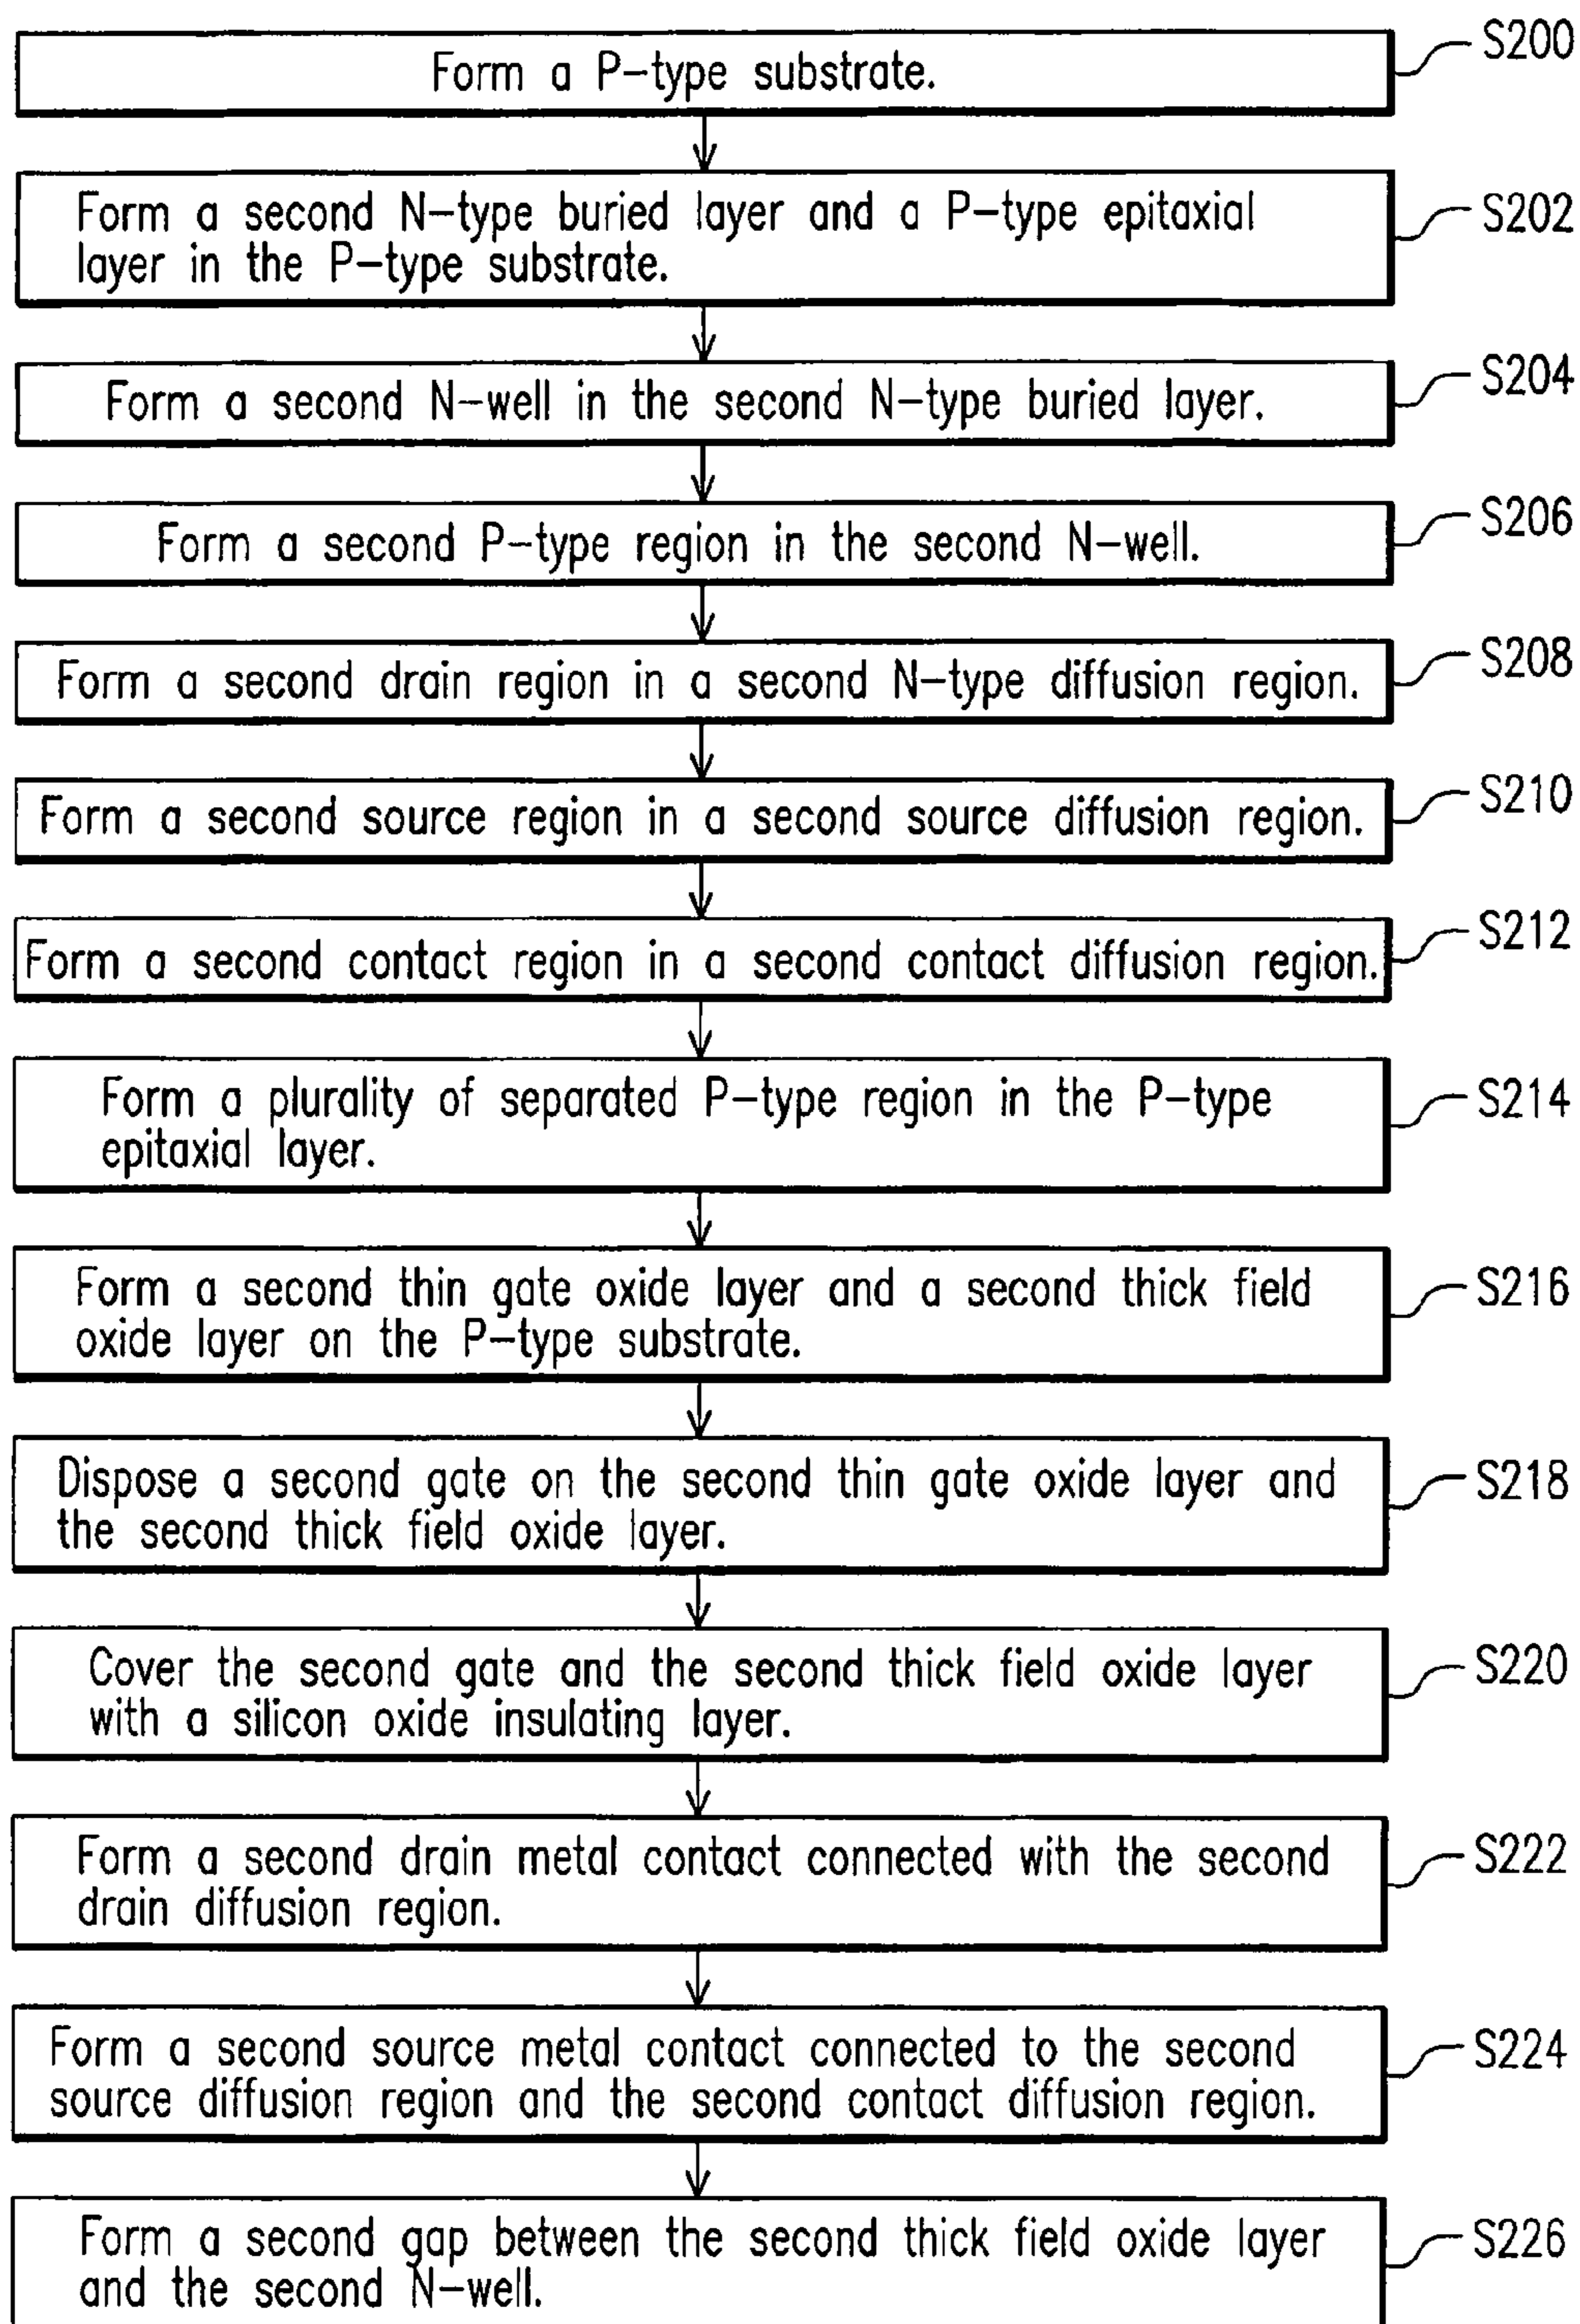 Form a P-type substrate.
S200
Form a second N-type buried layer and a P-type epitaxial
layer in the P-type substrate.
S202
Form a second N-well in the second N-type buried layer.
S204
Form a second P-type region in the second N-well.
S206
Form a second drain region in a second N-type diffusion region.
S208
Form a second source region in a second source diffusion region.
S210
Form a second contact region in a second contact diffusion region.
S212
Form a plurality of separated P-type region in the P-type
epitaxial layer.
S214
Form a second thin gate oxide layer and a second thick field
oxide layer on the P-type substrate.
S216
Dispose a second gate on the second thin gate oxide layer and
the second thick field oxide layer.
S218
Cover the second gate and the second thick field oxide layer
with a silicon oxide insulating layer.
S220
Form a second drain metal contact connected with the second
drain diffusion region.
S222
Form a second source metal contact connected to the second
source diffusion region and the second contact diffusion region.
S224
Form a second gap between the second thick field oxide layer
and the second N-well.
S226